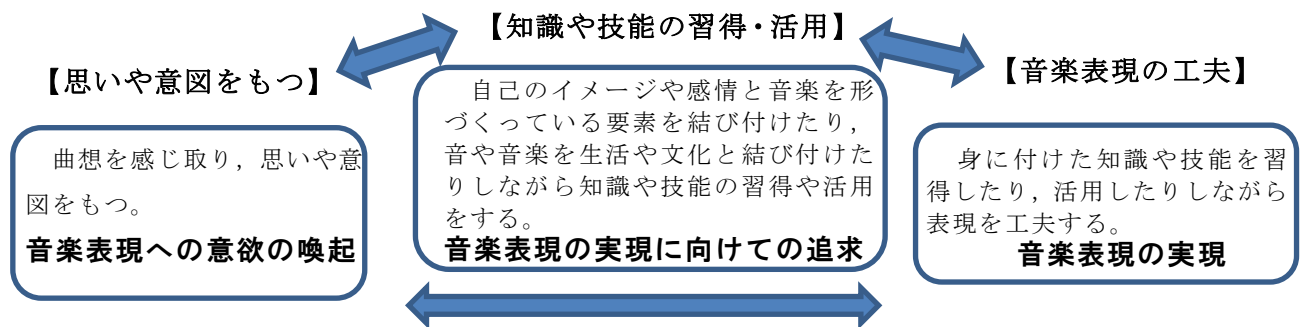 【知識や技能の習得・活用】
【思いや意図をもつ】
【音楽表現の工夫】
曲想を感じ取り，思いや意
図をもつ。
音楽表現への意欲の喚起
自己のイメージや感情と音楽を形
づくっている要素を結び付けたり，
音や音楽を生活や文化と結び付けた
りしながら知識や技能の習得や活用
をする。
音楽表現の実現に向けての追求
身に付けた知識や技能を習
得したり，活用したりしながら
表現を工夫する。
音楽表現の実現